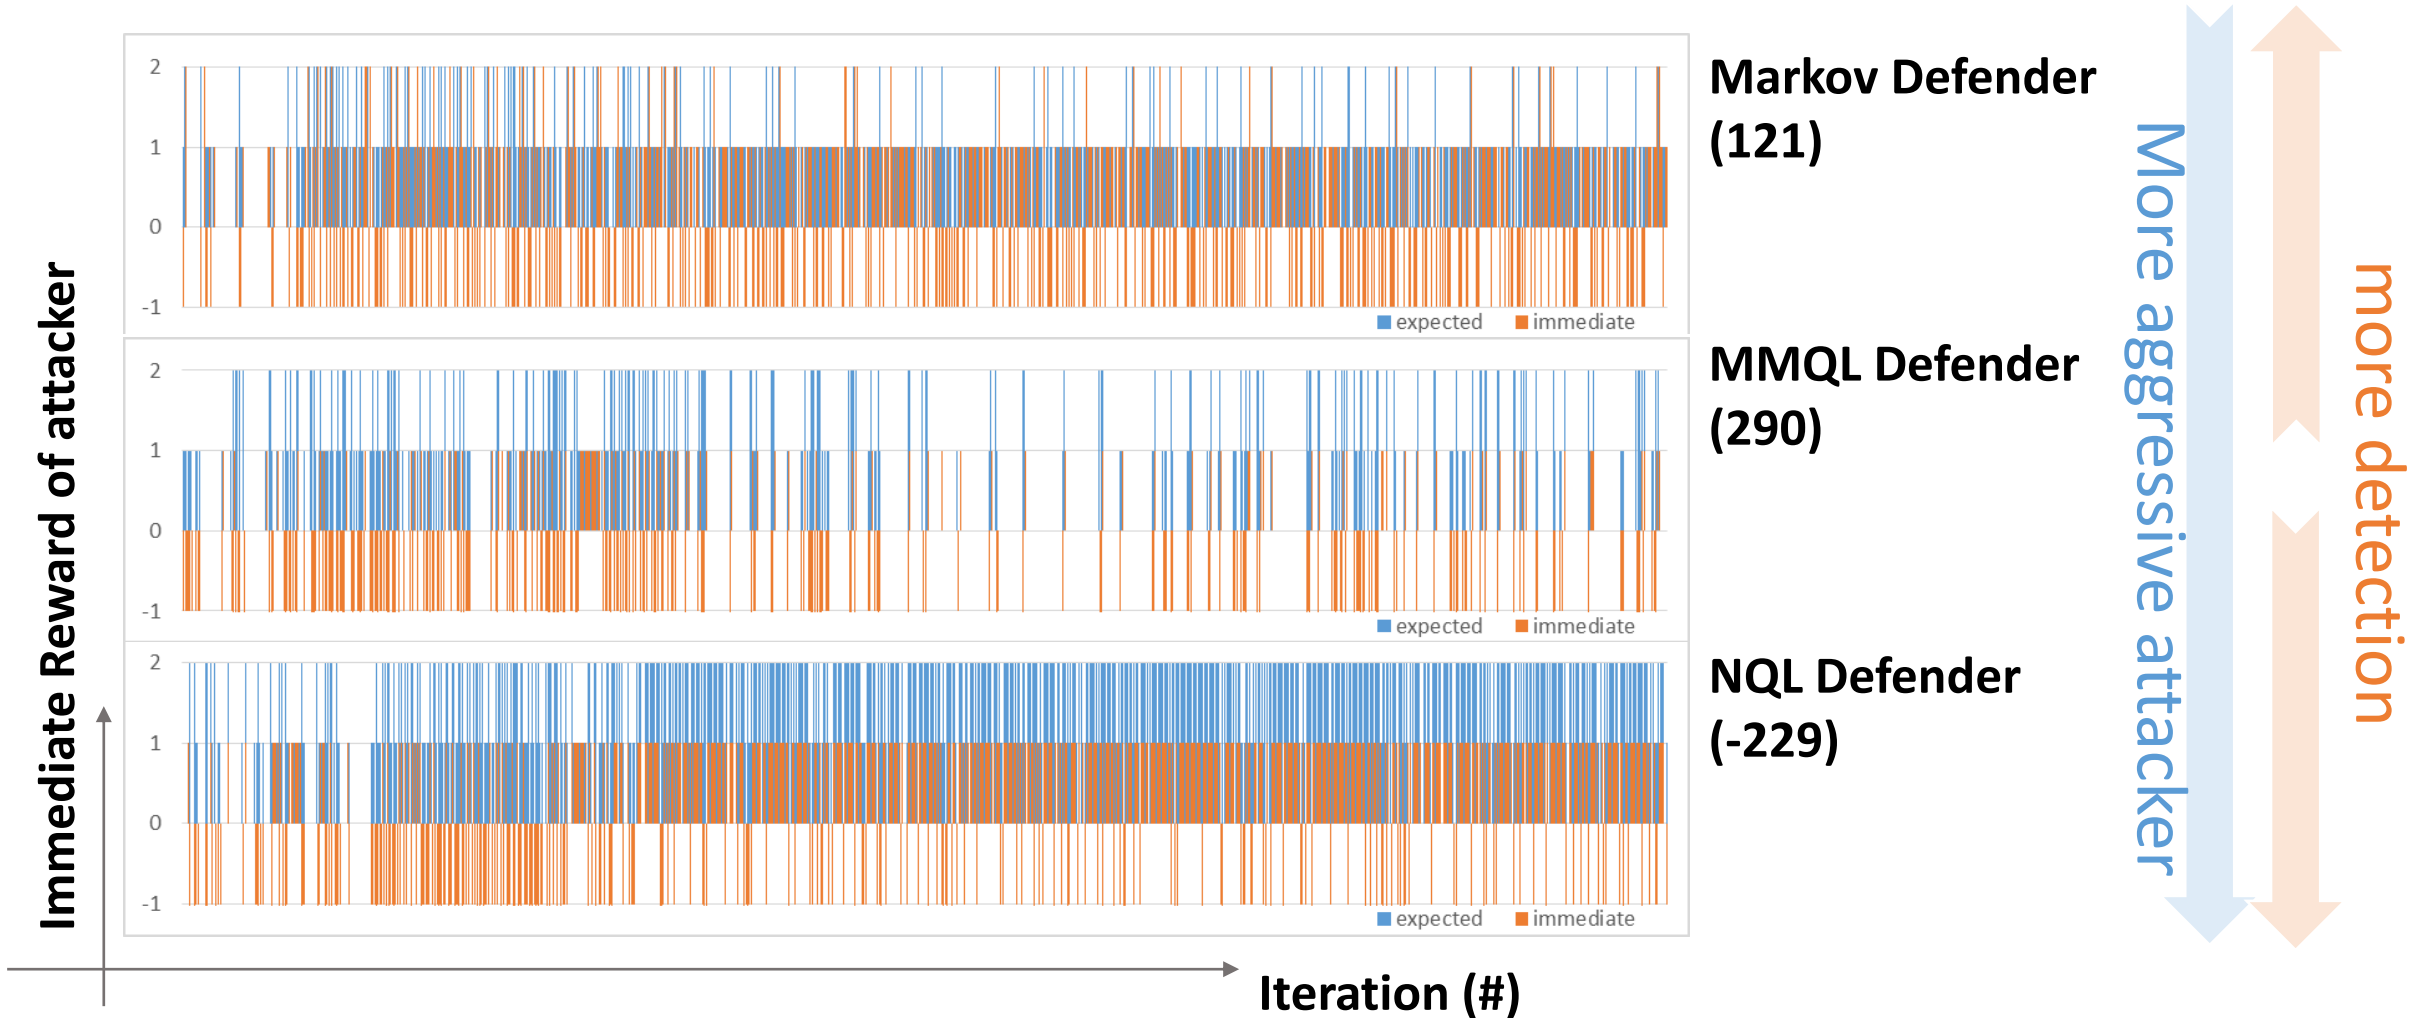 Immediate Reward of attacker
2
1
0
-1
expected immediate
Markov Defender
(121)
2
1
0
-1
expected immediate
MMQL Defender
(290)
2
1
0
-1
expected immediate
NQL Defender
(-229)
Iteration (#)
More aggressive attacker
more detection